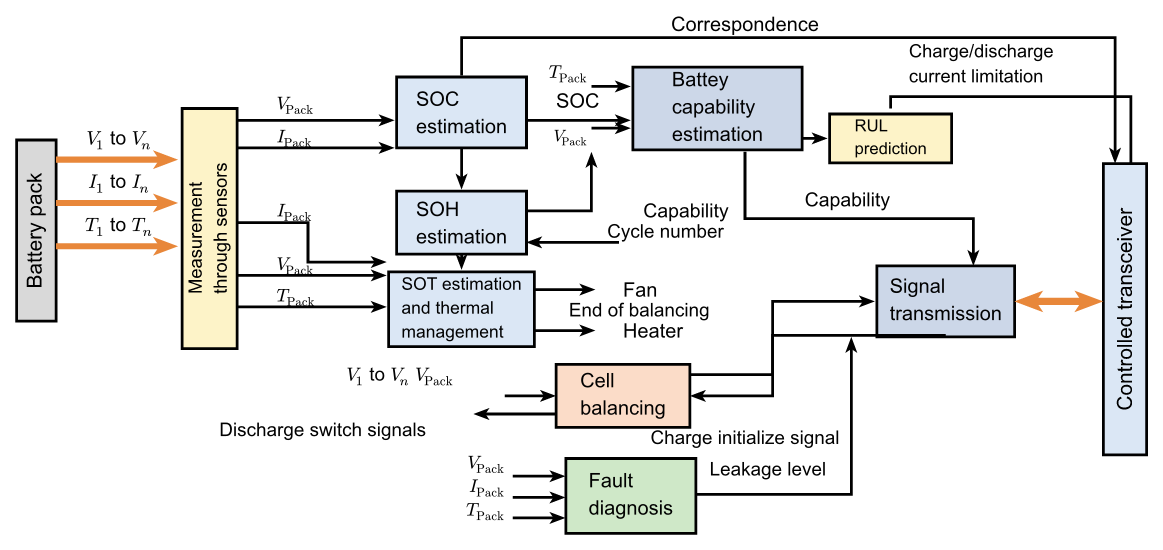 Correspondence
Charge/discharge
current limitation
T_Pack
SOC
V_Pack
Battey
capability
estimation
SOC
estimation
V_Pack
I_Pack
RUL
prediction
V_1 to V_n
I_1 to I_n
T_1 to T_n
Battery pack
Measurement
through sensors
SOH
estimation
Capability
Cycle number
Capability
I_Pack
V_Pack
T_Pack
SOT estimation
and thermal
management
Fan
End of balancing
Heater
Signal
transmission
Controlled transceiver
V_1 to V_n V_Pack
Cell
balancing
Discharge switch signals
Charge initialize signal
Leakage level
V_Pack
I_Pack
T_Pack
Fault
diagnosis